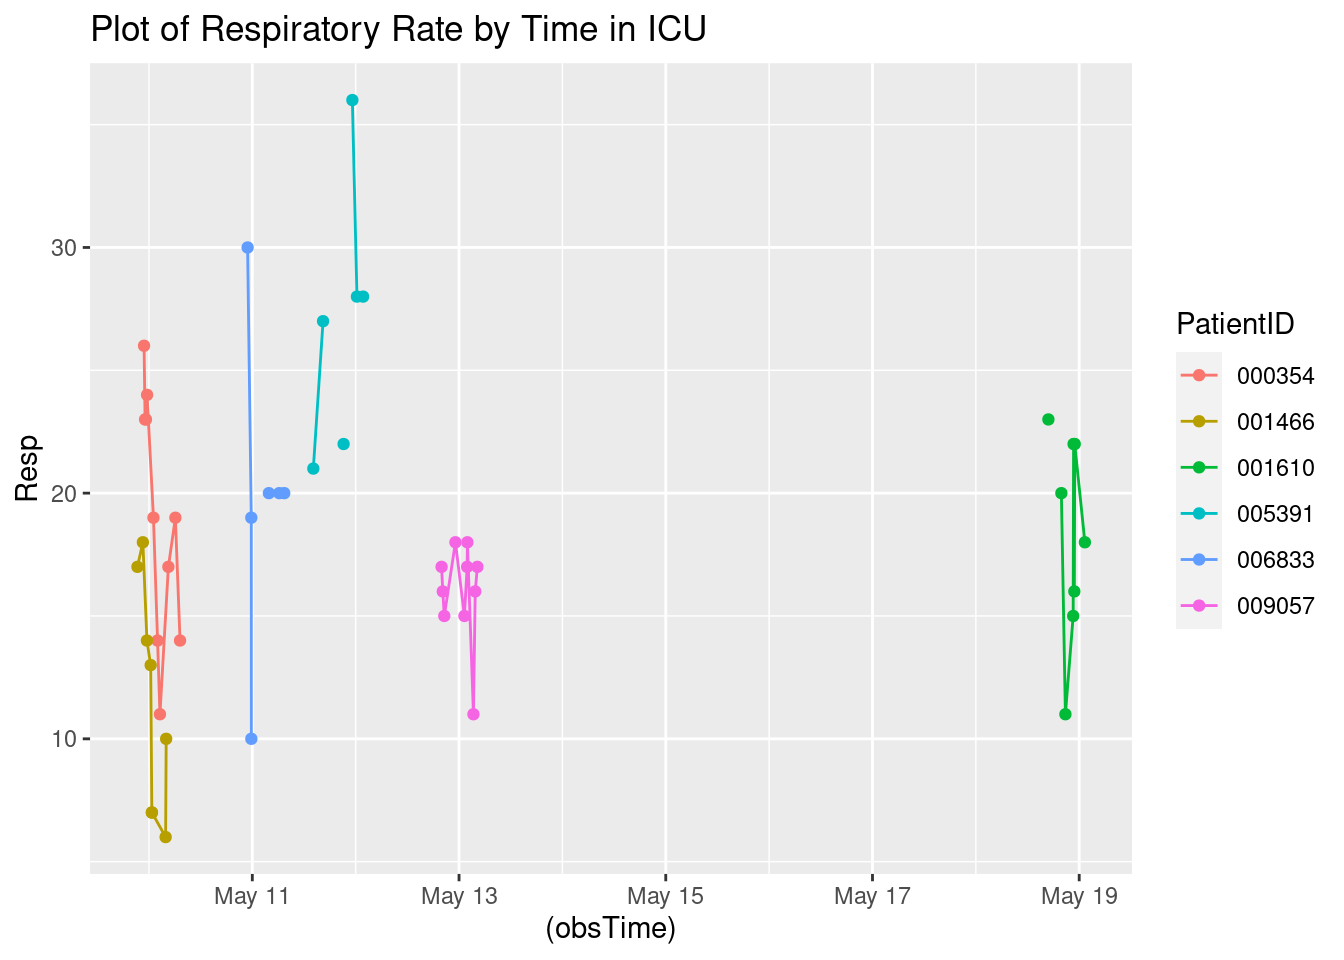 Plot of Respiratory Rate by Time in ICU
Resp
30
20
10
May 11
May 13
May 15
May 17
May 19
(obsTime)
PatientID
000354
001466
001610
005391
006833
009057